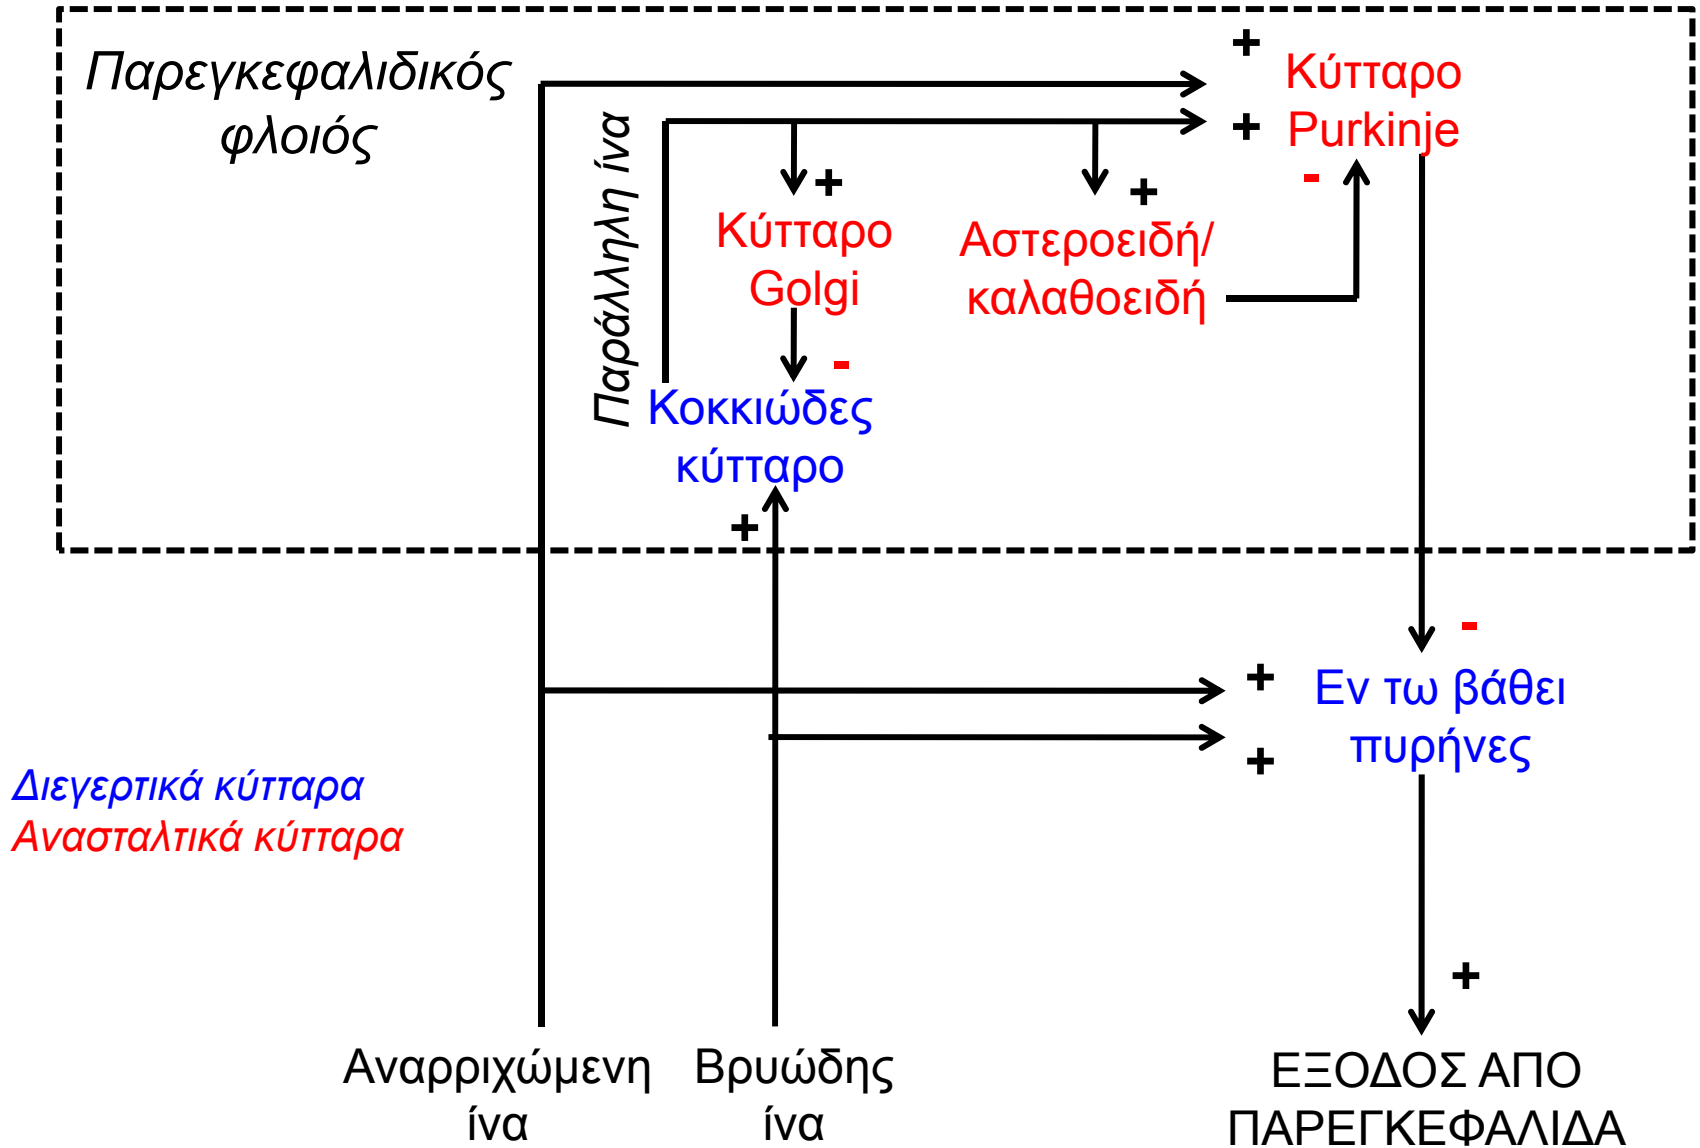 Παρεγκεφαλιδικός
φλοιός
+
Κύτταρο
+
Purkinje
-
Παράλληλη ίνα
+
+
Κύτταρο
Golgi
Αστεροειδή/
καλαθοειδή
-
Κοκκιώδες
κύτταρο
+
-
+
Εν τω βάθει
πυρήνες
+
Διεγερτικά κύτταρα
Ανασταλτικά κύτταρα
+
Αναρριχώμενη
ίνα
Βρυώδης
ίνα
ΕΞΟΔΟΣ ΑΠΟ
ΠΑΡΕΓΚΕΦΑΛΙΔΑ